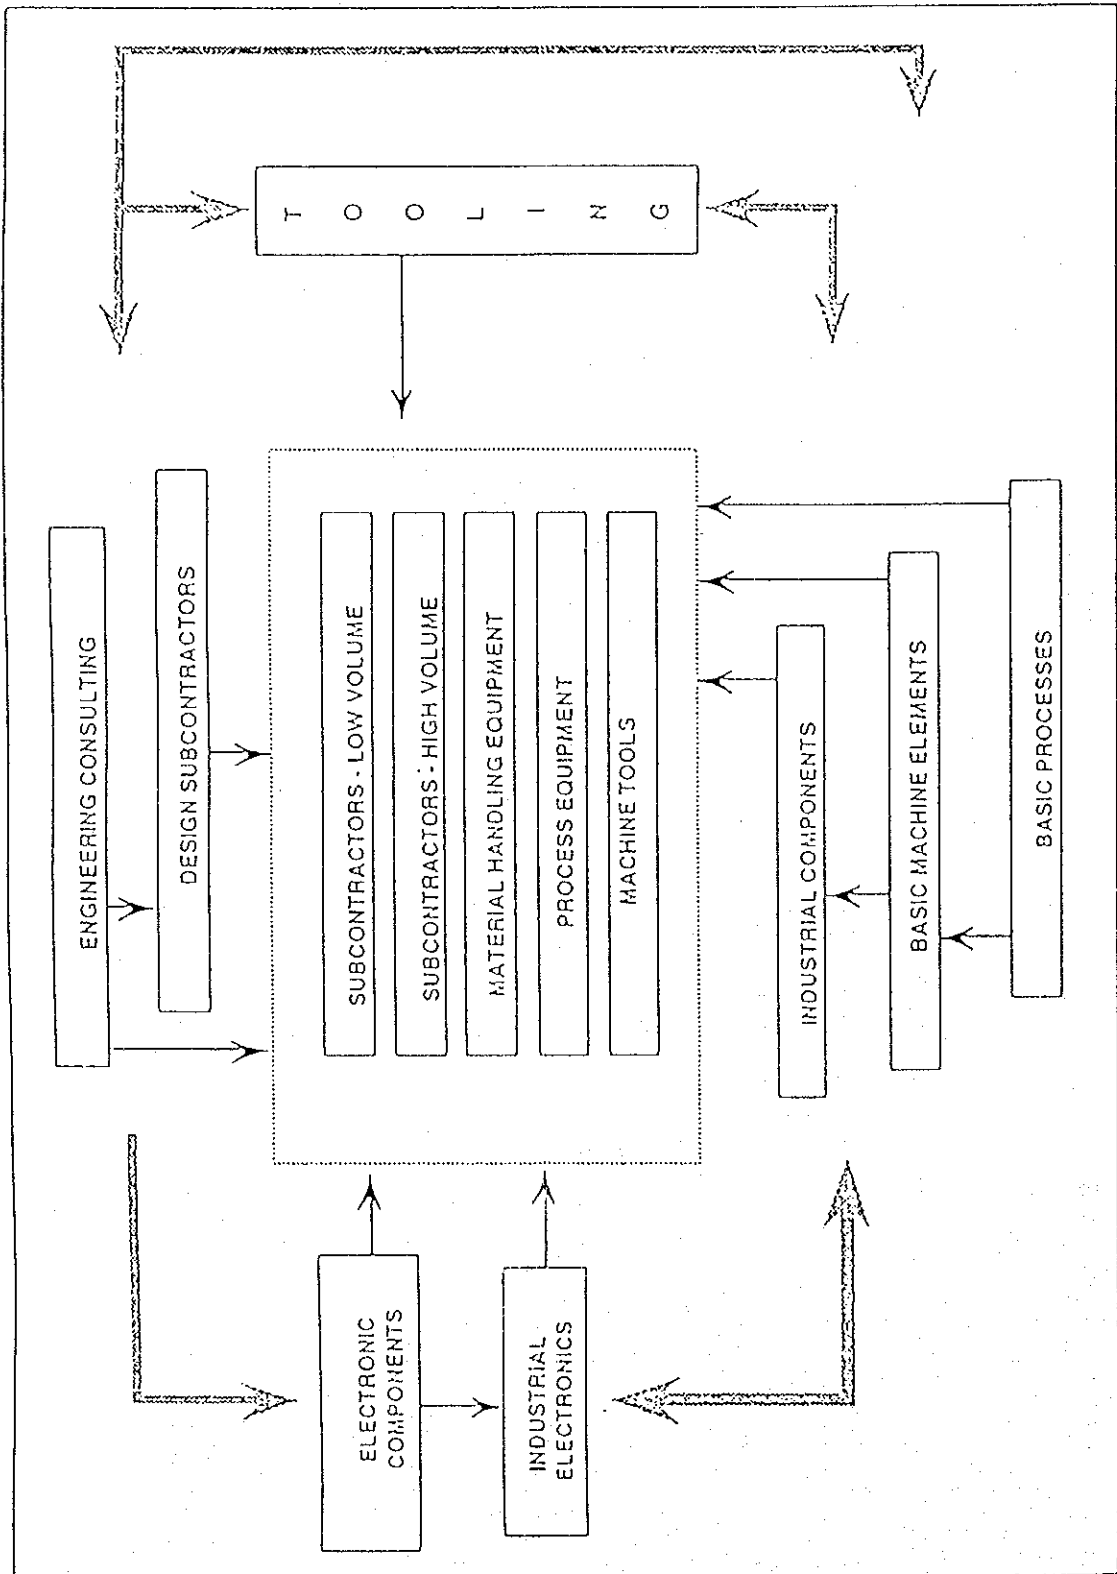 ENGINEERING CONSULTING
DESIGN SUBCONTRACTORS
ELECTRONIC
COMPONENTS
INDUSTRIAL
ELECTRONICS
SUBCONTRACTORS - LOW VOLUME
SUBCONTRACTORS - HIGH VOLUME
MATERIAL HANDLING EQUIPMENT
PROCESS EQUIPMENT
MACHINE TOOLS
TOOLING
INDUSTRIAL COMPONENTS
BASIC MACHINE ELEMENTS
BASIC PROCESSES